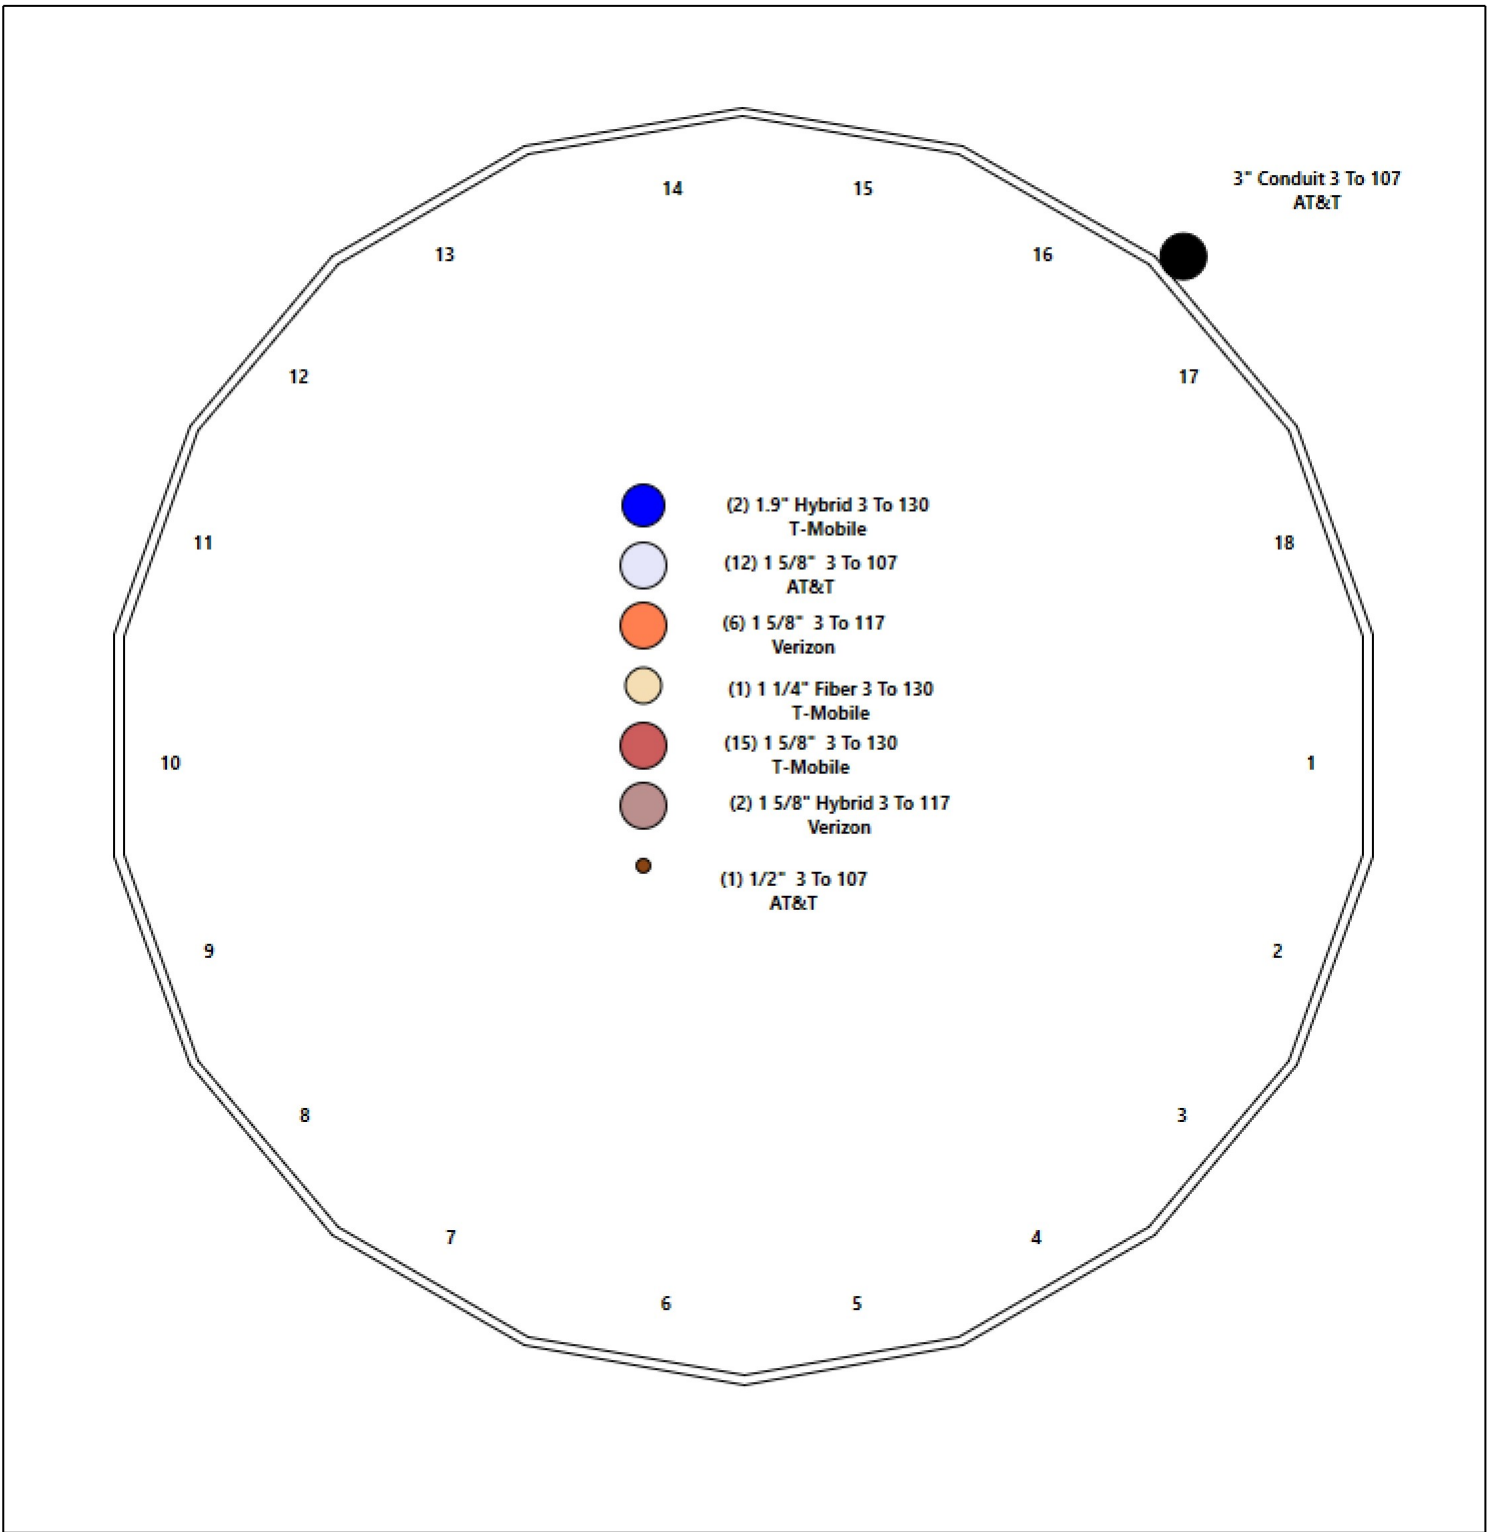 14
15
3" Conduit 3 To 107
AT&T
13
16
12
17
(2) 1.9" Hybrid 3 To 130
T-Mobile
11
18
(12) 1 5/8"  3 To 107
AT&T
(6) 1 5/8"  3 To 117
Verizon
(1) 1 1/4" Fiber 3 To 130
T-Mobile
(15) 1 5/8"  3 To 130
T-Mobile
10
1
(2) 1 5/8" Hybrid 3 To 117
Verizon
(1) 1/2"  3 To 107
AT&T
9
2
8
3
7
4
6
5